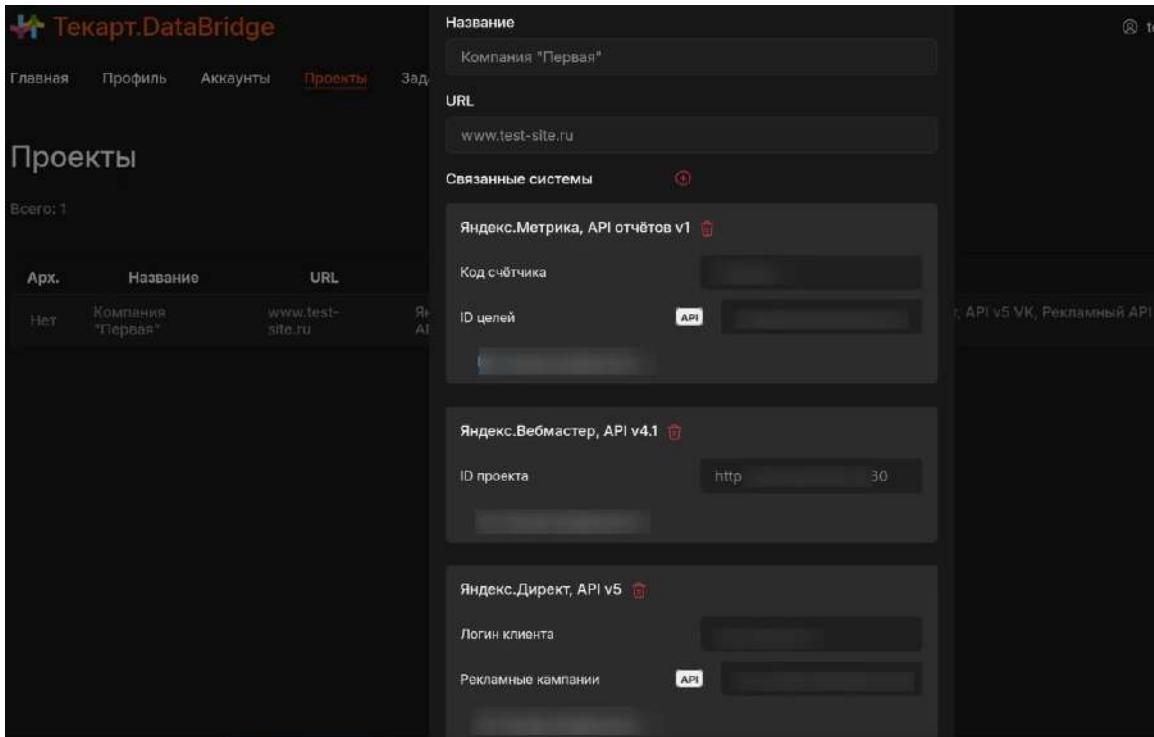 Текарт.DataBridge
Главная Профиль Аккаунты Проекты Зад
Проекты
Всего: 1
Арх. Название URL
Нет Компания "Первая" www.test-site.ru
, API v5 VK, Рекламный API
Название
Компания "Первая"
URL
www.test-site.ru
Связанные системы
Яндекс.Метрика, API отчётов v1
Код счётчика
ID целей API
Яндекс.Вебмастер, API v4.1
ID проекта http 30
Яндекс.Директ, API v5
Логин клиента
Рекламные кампании API